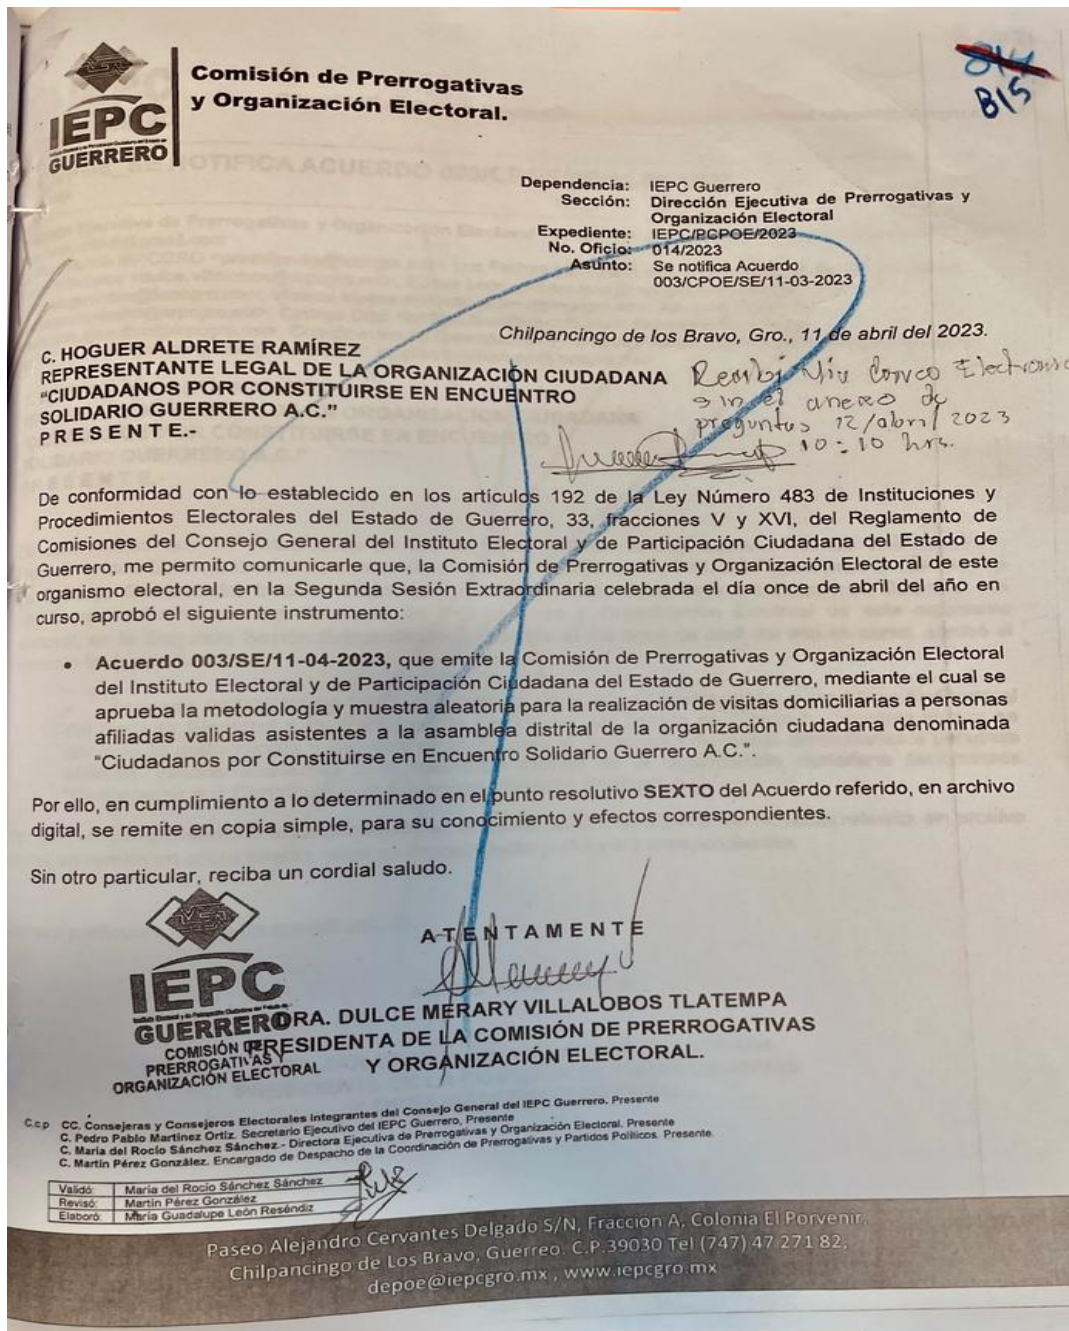 Comisión de Prerrogativas
y Organización Electoral.
IEPC
GUERRERO
815
Dependencia: IEPC Guerrero
Sección: Dirección Ejecutiva de Prerrogativas y
Organización Electoral
Expediente: IEPC/PCPOE/2023
No. Oficio: 014/2023
Asunto: Se notifica Acuerdo
003/CPOE/SE/11-03-2023
Chilpancingo de los Bravo, Gro., 11 de abril del 2023.
C. HOGUER ALDRETE RAMÍREZ
REPRESENTANTE LEGAL DE LA ORGANIZACIÓN CIUDADANA
“CIUDADANOS POR CONSTITUIRSE EN ENCUENTRO
SOLIDARIO GUERRERO A.C.”
P R E S E N T E.-
Recibi Via Correo Electronico
sin el anexo de
preguntas 12/abril/2023
10:10 hrs.
De conformidad con lo establecido en los artículos 192 de la Ley Número 483 de Instituciones y
Procedimientos Electorales del Estado de Guerrero, 33, fracciones V y XVI, del Reglamento de
Comisiones del Consejo General del Instituto Electoral y de Participación Ciudadana del Estado de
Guerrero, me permito comunicarle que, la Comisión de Prerrogativas y Organización Electoral de este
organismo electoral, en la Segunda Sesión Extraordinaria celebrada el día once de abril del año en
curso, aprobó el siguiente instrumento:
• Acuerdo 003/SE/11-04-2023, que emite la Comisión de Prerrogativas y Organización Electoral
del Instituto Electoral y de Participación Ciudadana del Estado de Guerrero, mediante el cual se
aprueba la metodología y muestra aleatoria para la realización de visitas domiciliarias a personas
afiliadas validas asistentes a la asamblea distrital de la organización ciudadana denominada
“Ciudadanos por Constituirse en Encuentro Solidario Guerrero A.C.”.
Por ello, en cumplimiento a lo determinado en el punto resolutivo SEXTO del Acuerdo referido, en archivo
digital, se remite en copia simple, para su conocimiento y efectos correspondientes.
Sin otro particular, reciba un cordial saludo.
A T E N T A M E N T E
IEPC
GUERRERO
COMISIÓN DE
PRERROGATIVAS Y
ORGANIZACIÓN ELECTORAL
DRA. DULCE MERARY VILLALOBOS TLATEMPA
PRESIDENTA DE LA COMISIÓN DE PRERROGATIVAS
Y ORGANIZACIÓN ELECTORAL.
C.c.p CC. Consejeras y Consejeros Electorales Integrantes del Consejo General del IEPC Guerrero. Presente
C. Pedro Pablo Martínez Ortiz. Secretario Ejecutivo del IEPC Guerrero, Presente
C. María del Rocio Sánchez Sánchez.- Directora Ejecutiva de Prerrogativas y Organización Electoral. Presente
C. Martin Pérez González. Encargado de Despacho de la Coordinación de Prerrogativas y Partidos Políticos. Presente.
Validó: María del Rocio Sánchez Sánchez
Revisó: Martin Pérez González
Elaboró: María Guadalupe León Reséndiz
Paseo Alejandro Cervantes Delgado S/N, Fraccion A, Colonia El Porvenir,
Chilpancingo de Los Bravo, Guerreo. C.P.39030 Tel (747) 47 271 82,
depoe@iepcgro.mx , www.iepcgro.mx